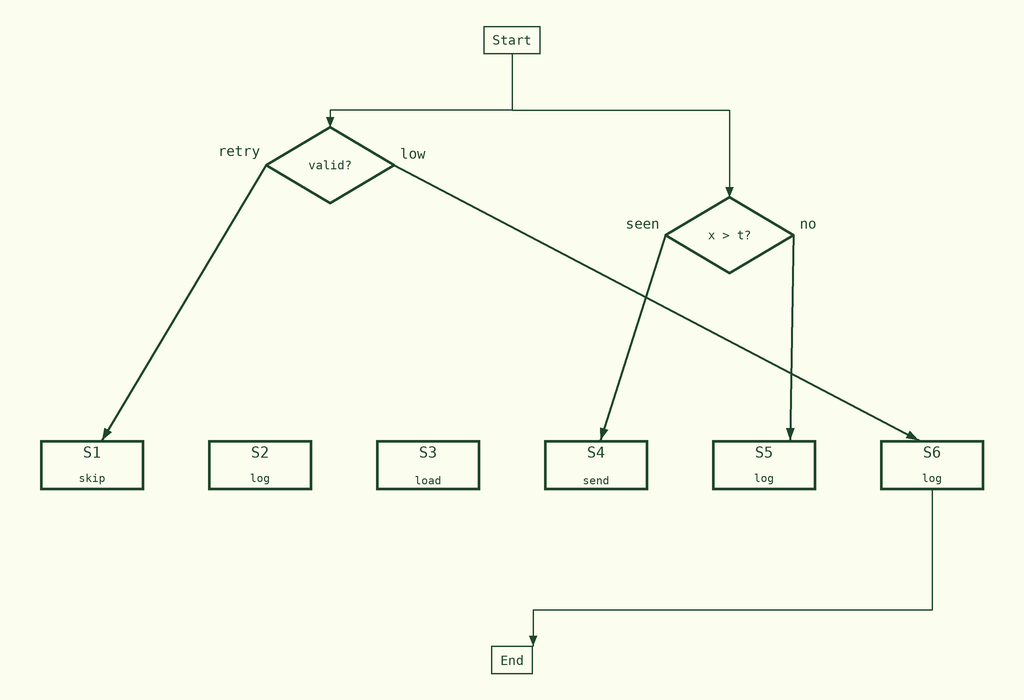 Start
retry
valid?
low
seen
x > t?
no
S1
skip
S2
log
S3
load
S4
send
S5
log
S6
log
End